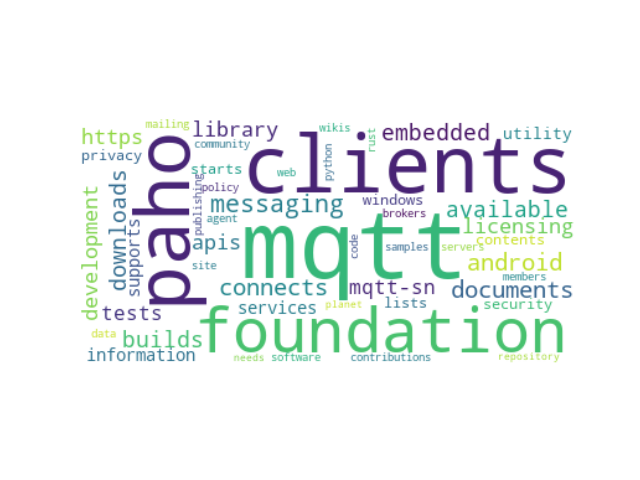 mailing
wikis
https
library
rust
embedded
utility
community
privacy
paho
clients
starts
web
python
development
downloads
supports
publishing
policy
messaging
windows
available
agent
brokers
licensing
apis
mqtt
code
samples
servers
contents
site
android
members
connects
mqtt-sn
documents
tests
services
planet
lists
security
data
builds
foundation
information
needs
software
contributions
repository